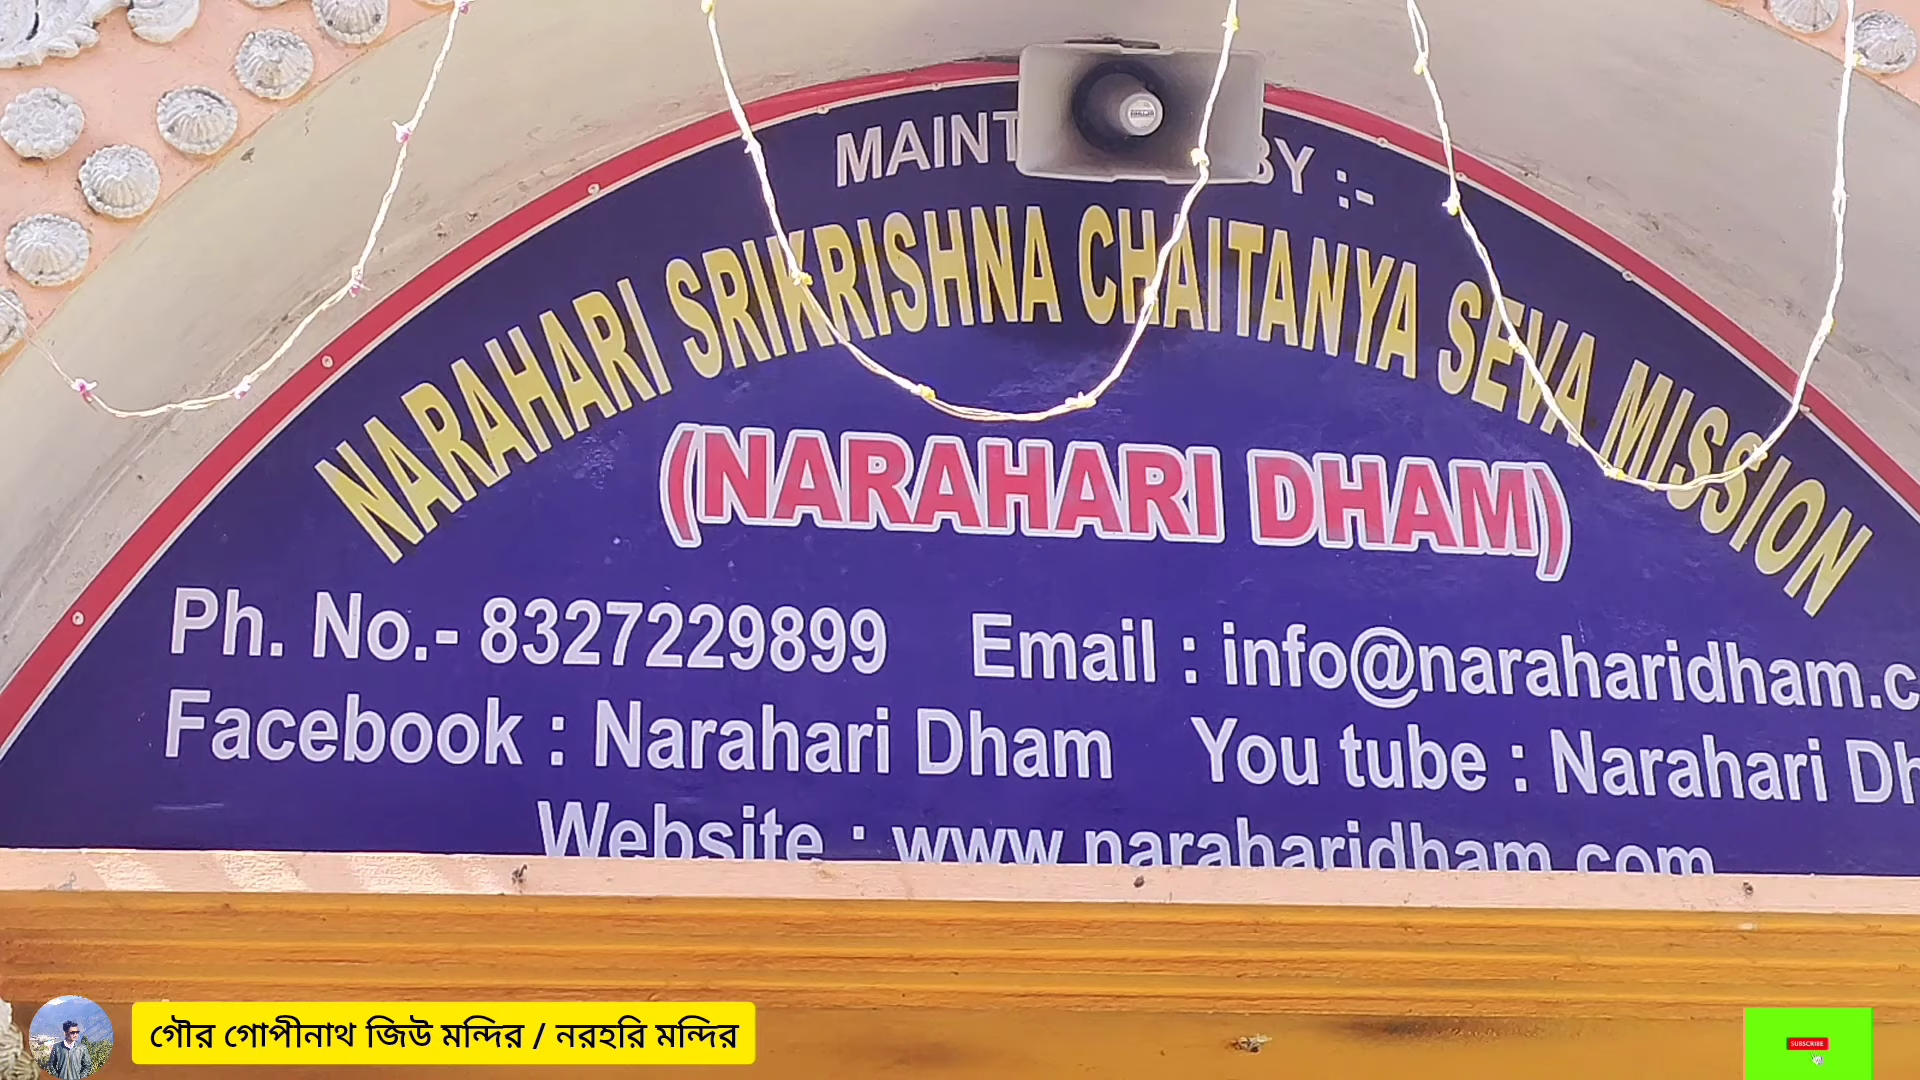 MAINT BY :-
NARAHARI SRIKRISHNA CHAITANYA SEVA MISSION
(NARAHARI DHAM)
Ph. No.- 8327229899 Email : info@naraharidham.c
Facebook : Narahari Dham You tube : Narahari Dh
Website : www.naraharidham.com
গৌর গোপীনাথ জিউ মন্দির / নরহরি মন্দির
SUBSCRIBE